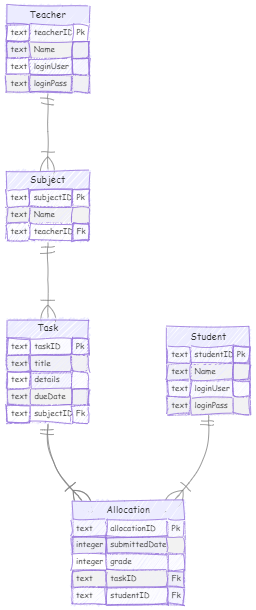 Teacher
text teacherID Pk
text Name
text loginUser
text loginPass
Subject
text subjectID Pk
text Name
text teacherID Fk
Task
text taskID Pk
text title
text details
text dueDate
text subjectID Fk
Student
text studentID Pk
text Name
text loginUser
text loginPass
Allocation
text allocationID Pk
integer submittedDate
integer grade
text taskID Fk
text studentID Fk